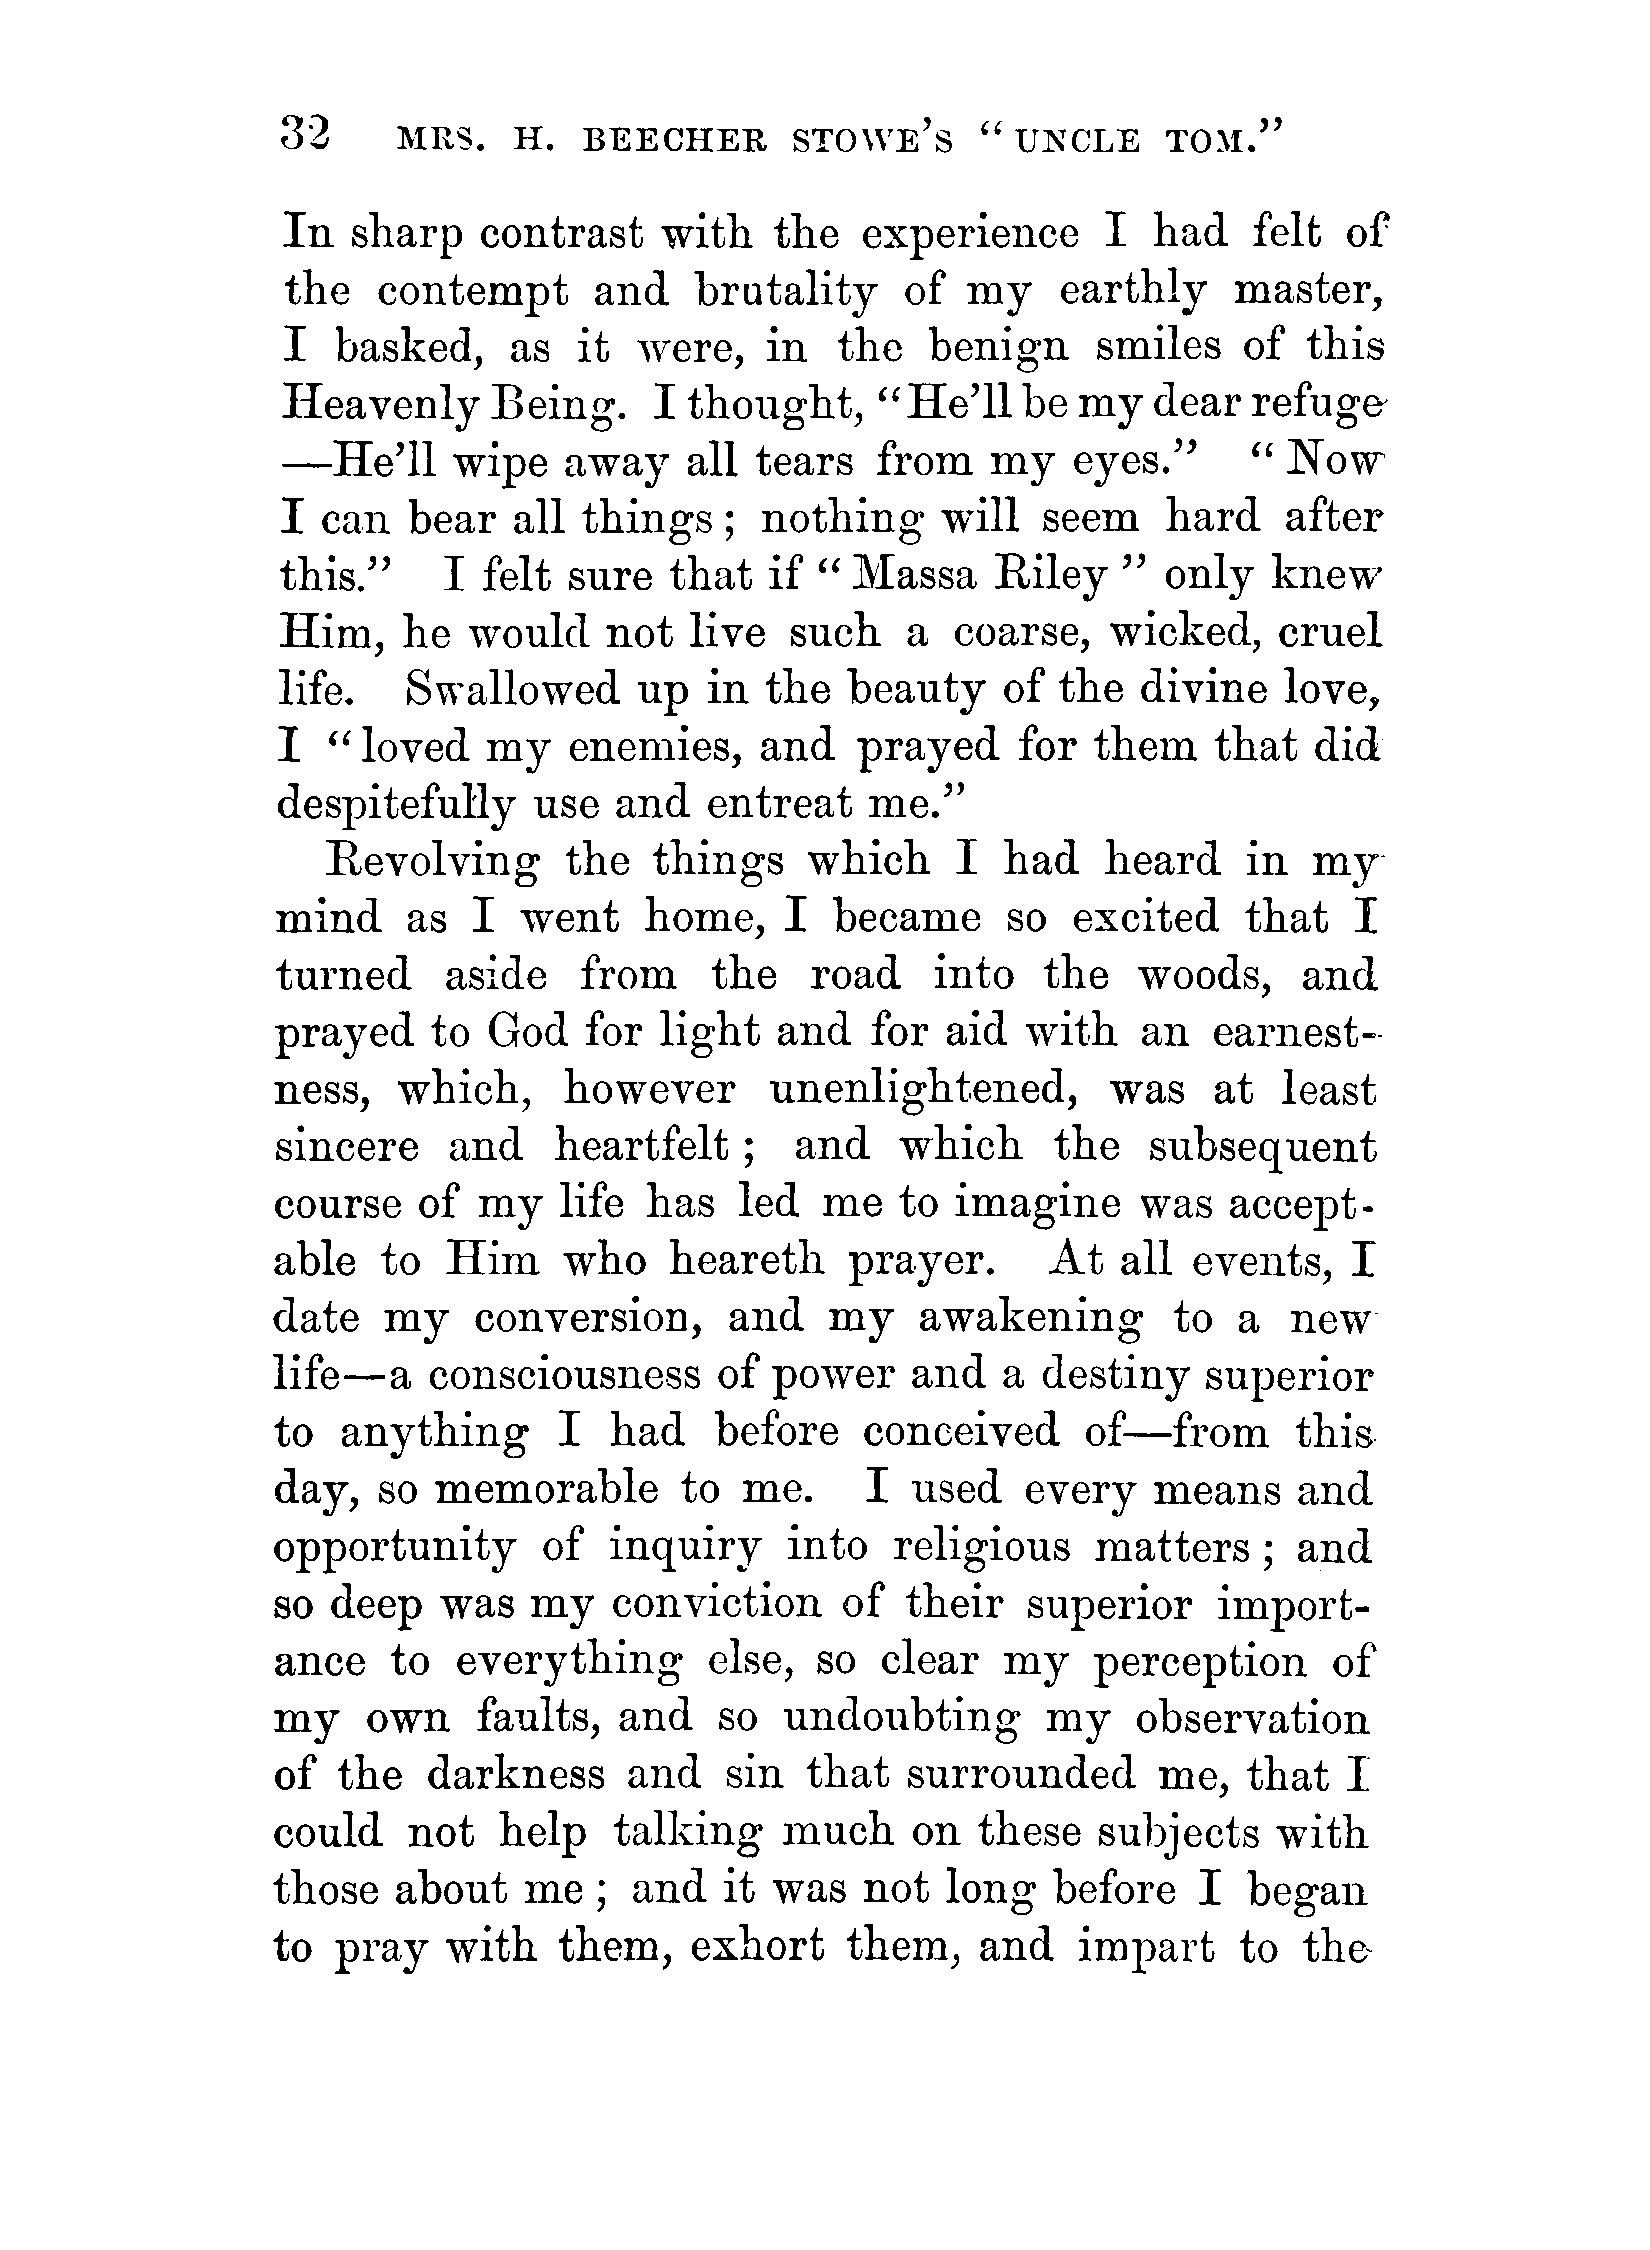 32 MRS. H. BEECHER STOWE'S "UNCLE TOM."
In sharp contrast with the experience I had felt of
the contempt and brutality of my earthly master,
I basked, as it were, in the benign smiles of this
Heavenly Being. I thought, "He'll be my dear refuge
—He'll wipe away all tears from my eyes." "Now
I can bear all things; nothing will seem hard after
this." I felt sure that if "Massa Riley" only knew
Him, he would not live such a coarse, wicked, cruel
life. Swallowed up in the beauty of the divine love,
I "loved my enemies, and prayed for them that did
despitefully use and entreat me."
Revolving the things which I had heard in my
mind as I went home, I became so excited that I
turned aside from the road into the woods, and
prayed to God for light and for aid with an earnest-
ness, which, however unenlightened, was at least
sincere and heartfelt; and which the subsequent
course of my life has led me to imagine was accept-
able to Him who heareth prayer. At all events, I
date my conversion, and my awakening to a new
life—a consciousness of power and a destiny superior
to anything I had before conceived of—from this
day, so memorable to me. I used every means and
opportunity of inquiry into religious matters; and
so deep was my conviction of their superior import-
ance to everything else, so clear my perception of
my own faults, and so undoubting my observation
of the darkness and sin that surrounded me, that I
could not help talking much on these subjects with
those about me; and it was not long before I began
to pray with them, exhort them, and impart to the